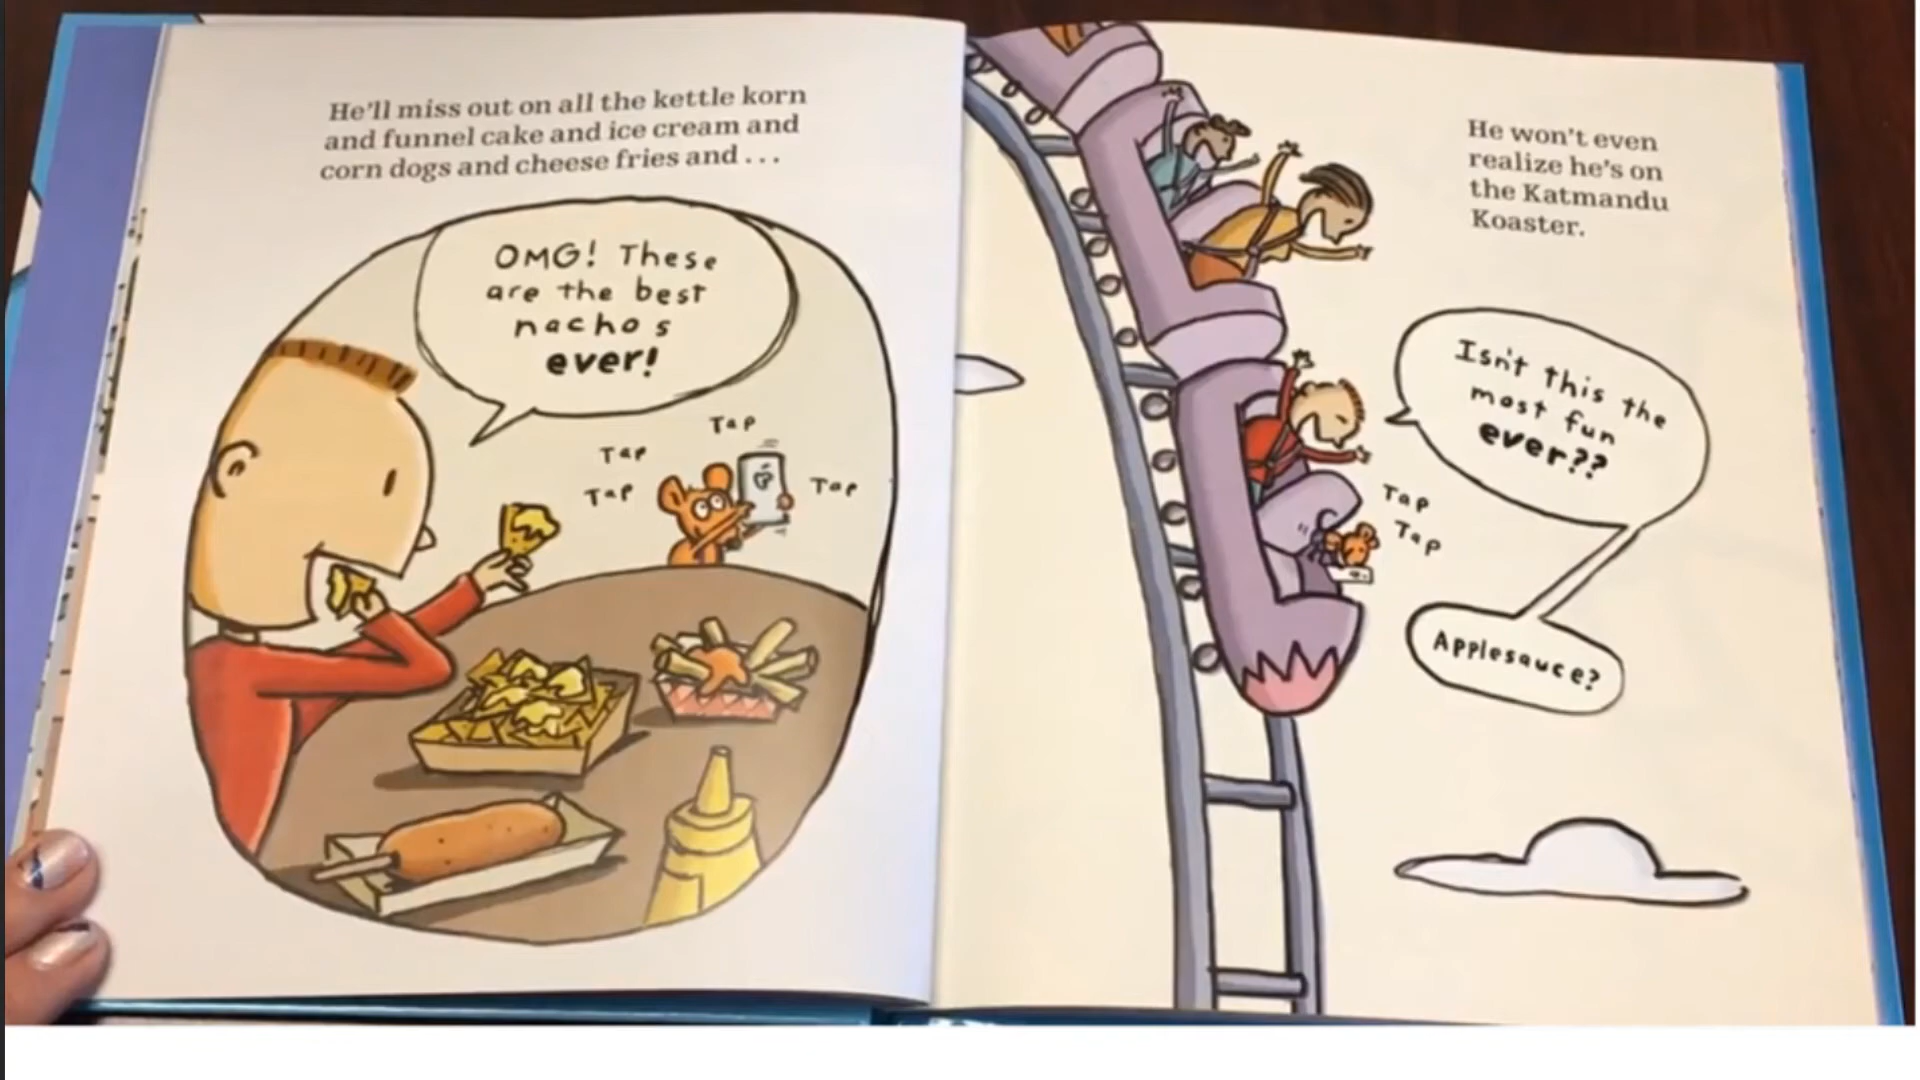 He'll miss out on all the kettle korn
and funnel cake and ice cream and
corn dogs and cheese fries and . . .
OMG! These
are the best
nachos
ever!
Tap
Tap
Tap
Tap
He won't even
realize he's on
the Katmandu
Koaster.
Isn't this the
most fun
ever??
Tap
Tap
Applesauce?